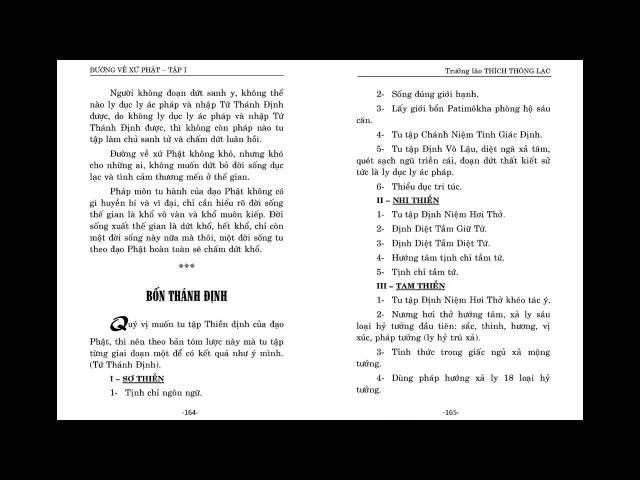 ĐƯỜNG VỀ XỨ PHẬT – TẬP I
Người không đoạn dứt sanh y, không thể
nào ly dục ly ác pháp và nhập Tứ Thánh Định
được, do không ly dục ly ác pháp và nhập Tứ
Thánh Định được, thì không còn pháp nào tu
tập làm chủ sanh tử và chấm dứt luân hồi.
Đường về xứ Phật không khó, nhưng khó
cho những ai, không muốn dứt bỏ đời sống dục
lạc và tình cảm thương mến ở thế gian.
Pháp môn tu hành của đạo Phật không có
gì huyền bí và vĩ đại, chỉ cần hiểu rõ đời sống
thế gian là khổ vô vàn và khổ muôn kiếp. Đời
sống xuất thế gian là dứt khổ, hết khổ, chỉ còn
một đời sống này nữa mà thôi, một đời sống tu
theo đạo Phật hoàn toàn sẽ chấm dứt khổ.
***
BỐN THÁNH ĐỊNH
Quý vị muốn tu tập Thiền định của đạo
Phật, thì nên theo bản tóm lược này mà tu tập
từng giai đoạn một để có kết quả như ý mình.
(Tứ Thánh Định).
I – SƠ THIỀN
1- Tịnh chỉ ngôn ngữ.
-164-
Trưởng lão THÍCH THÔNG LẠC
2- Sống đúng giới hạnh.
3- Lấy giới bổn Patimôkha phòng hộ sáu
căn.
4- Tu tập Chánh Niệm Tỉnh Giác Định.
5- Tu tập Định Vô Lậu, diệt ngã xả tâm,
quét sạch ngũ triền cái, đoạn dứt thất kiết sử
tức là ly dục ly ác pháp.
6- Thiểu dục tri túc.
II – NHỊ THIỀN
1- Tu tập Định Niệm Hơi Thở.
2- Định Diệt Tầm Giữ Tứ.
3- Định Diệt Tầm Diệt Tứ.
4- Hướng tâm tịnh chỉ tầm tứ.
5- Tịnh chỉ tầm tứ.
III – TAM THIỀN
1- Tu tập Định Niệm Hơi Thở khéo tác ý.
2- Nương hơi thở hướng tâm, xả ly sáu
loại hỷ tưởng đầu tiên: sắc, thinh, hương, vị
xúc, pháp tưởng (ly hỷ trú xả).
3- Tỉnh thức trong giấc ngủ xả mộng
tưởng.
4- Dùng pháp hướng xả ly 18 loại hỷ
tưởng.
-165-